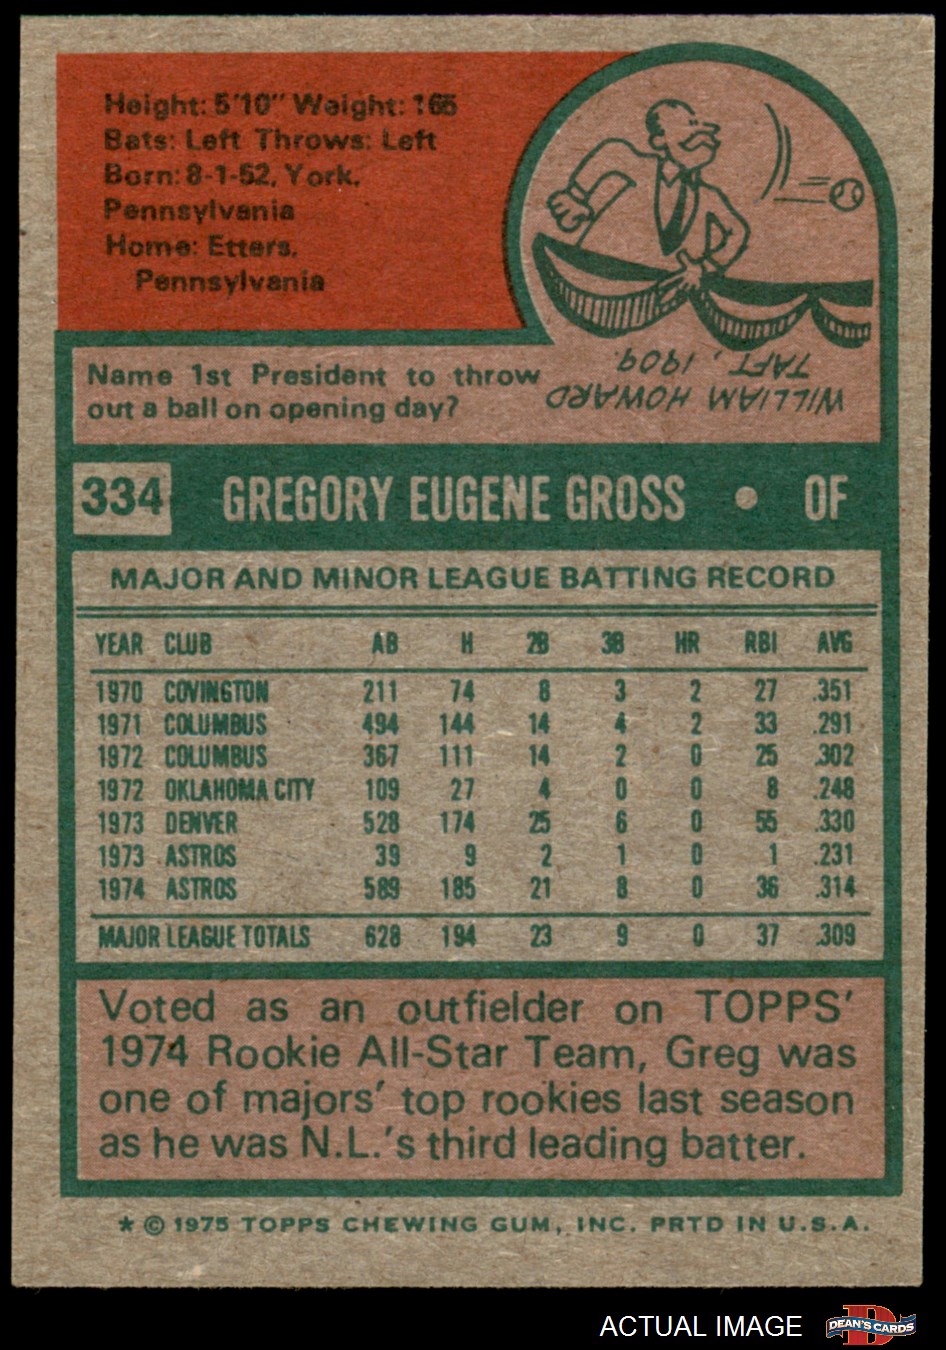 Height: 5'10" Weight: 165
Bats: Left Throws: Left
Born: 8-1-52, York,
Pennsylvania
Home: Etters,
Pennsylvania
Name 1st President to throw
out a ball on opening day?
WILLIAM HOWARD
TAFT, 1909.
334 GREGORY EUGENE GROSS • OF
MAJOR AND MINOR LEAGUE BATTING RECORD
YEAR CLUB AB H 2B 3B HR RBI AVG
1970 COVINGTON 211 74 8 3 2 27 .351
1971 COLUMBUS 494 144 14 4 2 33 .291
1972 COLUMBUS 367 111 14 2 0 25 .302
1972 OKLAHOMA CITY 109 27 4 0 0 8 .248
1973 DENVER 528 174 25 6 0 55 .330
1973 ASTROS 39 9 2 1 0 1 .231
1974 ASTROS 589 185 21 8 0 36 .314
MAJOR LEAGUE TOTALS 628 194 23 9 0 37 .309
Voted as an outfielder on TOPPS'
1974 Rookie All-Star Team, Greg was
one of majors' top rookies last season
as he was N.L.'s third leading batter.
★ © 1975 TOPPS CHEWING GUM, INC. PRTD IN U.S.A.
ACTUAL IMAGE
D
DEAN'S CARDS